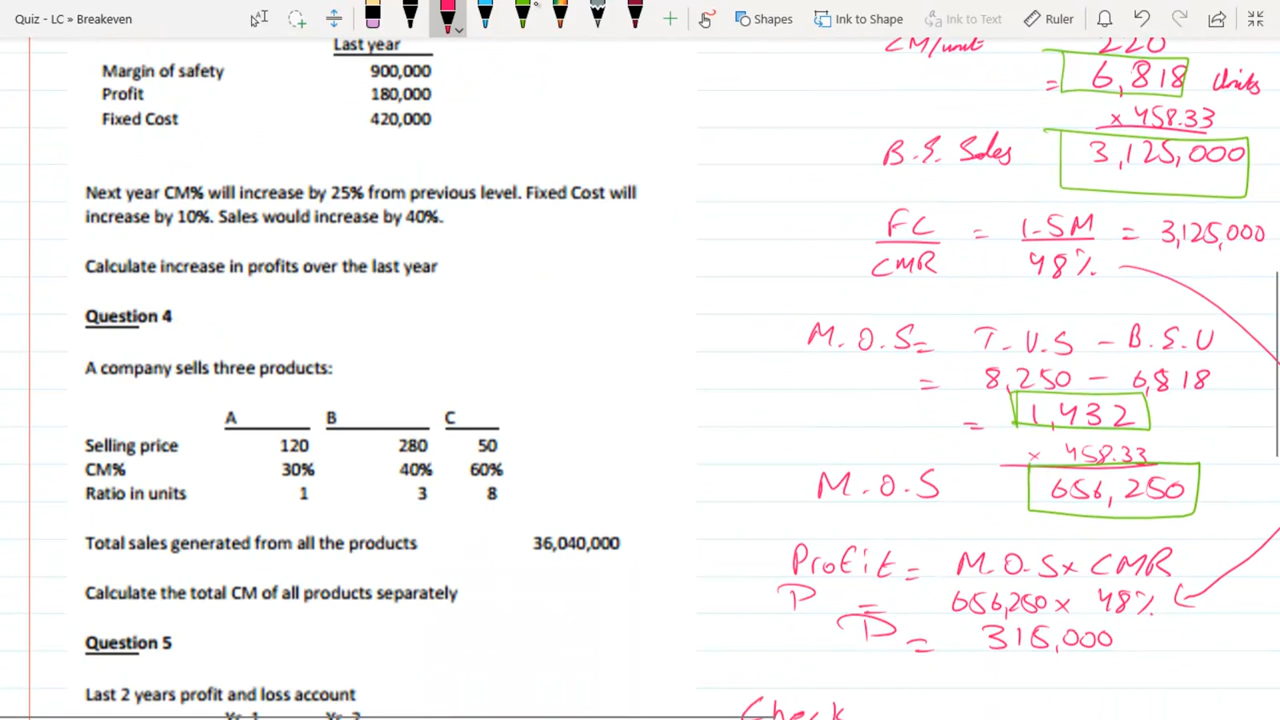 Quiz - LC » Breakeven
Shapes
Ink to Shape
Ink to Text
Ruler
Last year
Margin of safety 900,000
Profit 180,000
Fixed Cost 420,000
Next year CM% will increase by 25% from previous level. Fixed Cost will
increase by 10%. Sales would increase by 40%.
Calculate increase in profits over the last year
Question 4
A company sells three products:
A B C
Selling price 120 280 50
CM% 30% 40% 60%
Ratio in units 1 3 8
Total sales generated from all the products 36,040,000
Calculate the total CM of all products separately
Question 5
Last 2 years profit and loss account
Yr. 1 Yr. 2
CM/unit 220
= 6,818 Units
× 458.33
B.E. Sales 3,125,000
FC = 1.5M = 3,125,000
CMR 48%
M.O.S = T.U.S - B.E.U
= 8,250 - 6,818
= 1,432
× 458.33
M.O.S 656,250
Profit = M.O.S × CMR
P = 656,250 × 48%
P = 315,000
Check